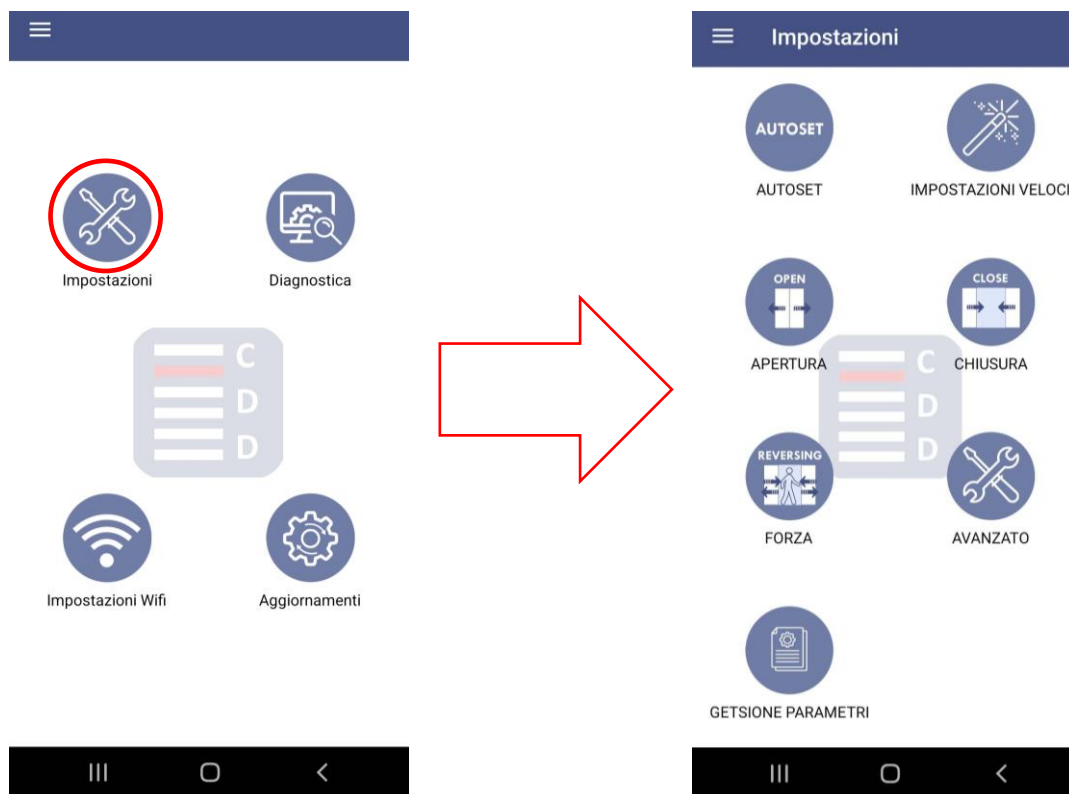 Impostazioni
Diagnostica
C
D
D
Impostazioni Wifi
Aggiornamenti
Impostazioni
AUTOSET
AUTOSET
IMPOSTAZIONI VELOCI
OPEN
APERTURA
CLOSE
CHIUSURA
C
D
D
REVERSING
FORZA
AVANZATO
GETSIONE PARAMETRI